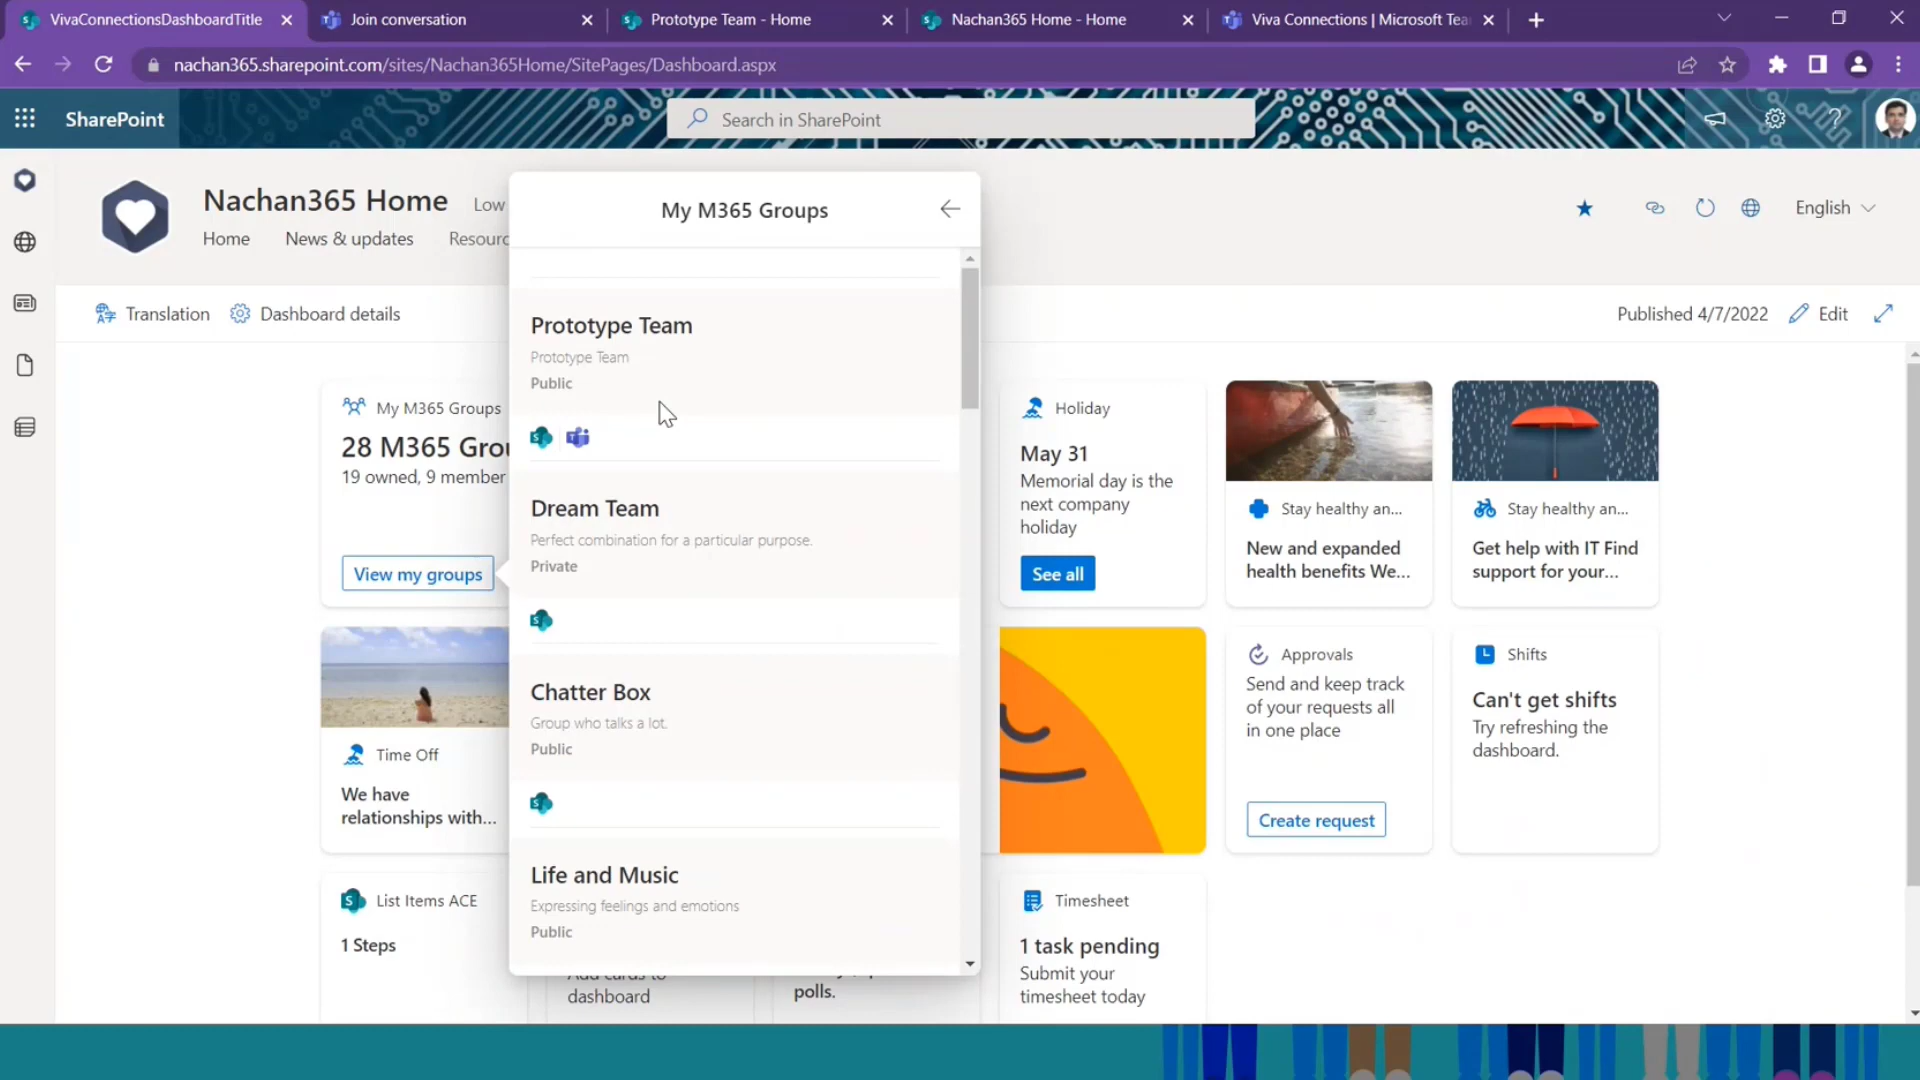 VivaConnectionsDashboardTitle
Join conversation
Prototype Team - Home
Nachan365 Home - Home
Viva Connections | Microsoft Tea
nachan365.sharepoint.com/sites/Nachan365Home/SitePages/Dashboard.aspx
SharePoint
Search in SharePoint
Nachan365 Home
Low
Home
News & updates
Resourc
English
Translation
Dashboard details
Published 4/7/2022
Edit
My M365 Groups
Prototype Team
Prototype Team
Public
Dream Team
Perfect combination for a particular purpose.
Private
Chatter Box
Group who talks a lot.
Public
Life and Music
Expressing feelings and emotions
Public
My M365 Groups
28 M365 Grou
19 owned, 9 member
View my groups
Holiday
May 31
Memorial day is the
next company
holiday
See all
Stay healthy an...
New and expanded
health benefits We...
Stay healthy an...
Get help with IT Find
support for your...
Time Off
We have
relationships with...
Approvals
Send and keep track
of your requests all
in one place
Create request
Shifts
Can't get shifts
Try refreshing the
dashboard.
List Items ACE
1 Steps
Add cards to
dashboard
polls.
Timesheet
1 task pending
Submit your
timesheet today